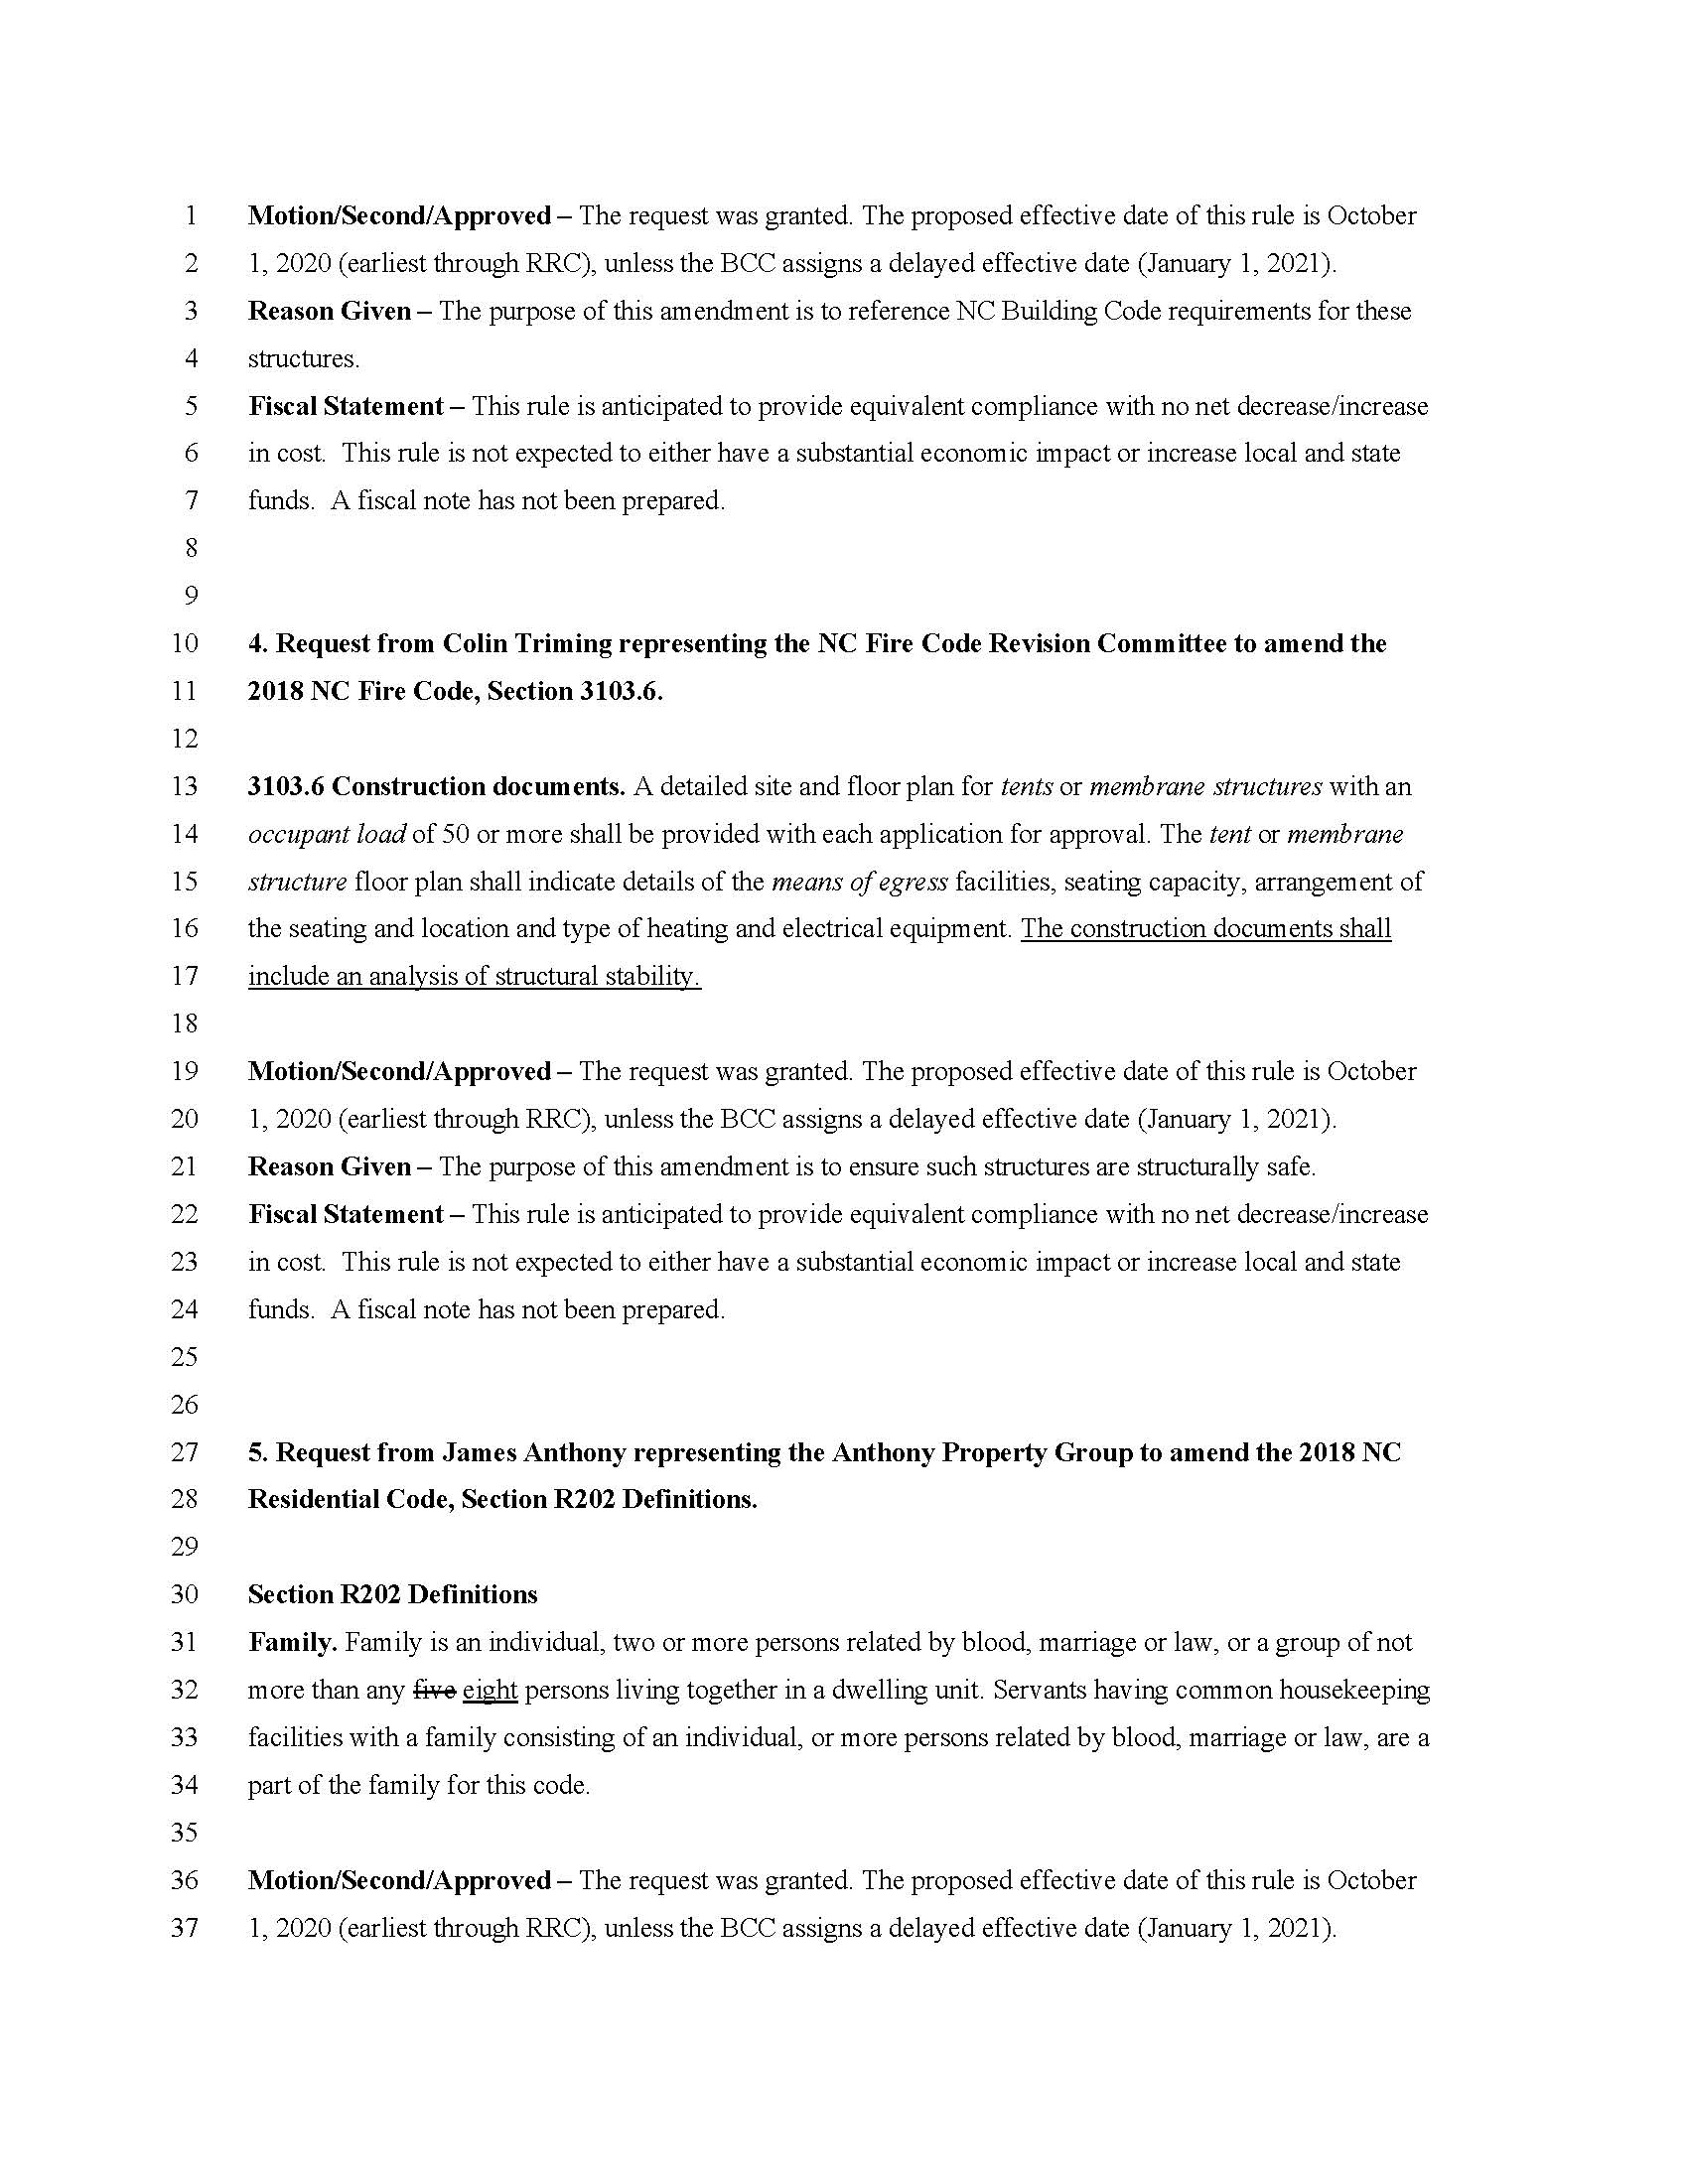 1 Motion/Second/Approved – The request was granted. The proposed effective date of this rule is October
2 1, 2020 (earliest through RRC), unless the BCC assigns a delayed effective date (January 1, 2021).
3 Reason Given – The purpose of this amendment is to reference NC Building Code requirements for these
4 structures.
5 Fiscal Statement – This rule is anticipated to provide equivalent compliance with no net decrease/increase
6 in cost.  This rule is not expected to either have a substantial economic impact or increase local and state
7 funds.  A fiscal note has not been prepared.
8
9
10 4. Request from Colin Triming representing the NC Fire Code Revision Committee to amend the
11 2018 NC Fire Code, Section 3103.6.
12
13 3103.6 Construction documents. A detailed site and floor plan for tents or membrane structures with an
14 occupant load of 50 or more shall be provided with each application for approval. The tent or membrane
15 structure floor plan shall indicate details of the means of egress facilities, seating capacity, arrangement of
16 the seating and location and type of heating and electrical equipment. The construction documents shall
17 include an analysis of structural stability.
18
19 Motion/Second/Approved – The request was granted. The proposed effective date of this rule is October
20 1, 2020 (earliest through RRC), unless the BCC assigns a delayed effective date (January 1, 2021).
21 Reason Given – The purpose of this amendment is to ensure such structures are structurally safe.
22 Fiscal Statement – This rule is anticipated to provide equivalent compliance with no net decrease/increase
23 in cost.  This rule is not expected to either have a substantial economic impact or increase local and state
24 funds.  A fiscal note has not been prepared.
25
26
27 5. Request from James Anthony representing the Anthony Property Group to amend the 2018 NC
28 Residential Code, Section R202 Definitions.
29
30 Section R202 Definitions
31 Family. Family is an individual, two or more persons related by blood, marriage or law, or a group of not
32 more than any five eight persons living together in a dwelling unit. Servants having common housekeeping
33 facilities with a family consisting of an individual, or more persons related by blood, marriage or law, are a
34 part of the family for this code.
35
36 Motion/Second/Approved – The request was granted. The proposed effective date of this rule is October
37 1, 2020 (earliest through RRC), unless the BCC assigns a delayed effective date (January 1, 2021).